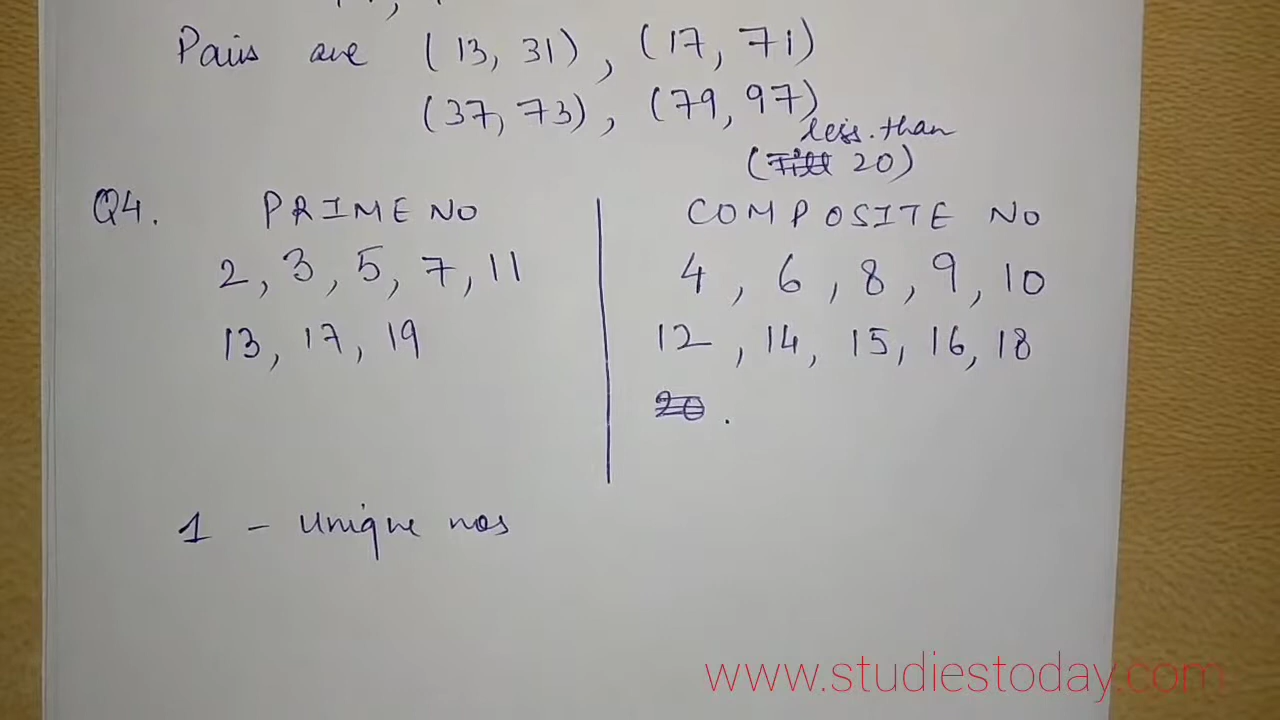 Pairs are (13, 31), (17, 71)
(37, 73), (79, 97)
less than
(Till 20)
Q4. PRIME NO COMPOSITE NO
2, 3, 5, 7, 11 4, 6, 8, 9, 10
13, 17, 19 12, 14, 15, 16, 18
20.
1 - Unique nos
www.studiestoday.com